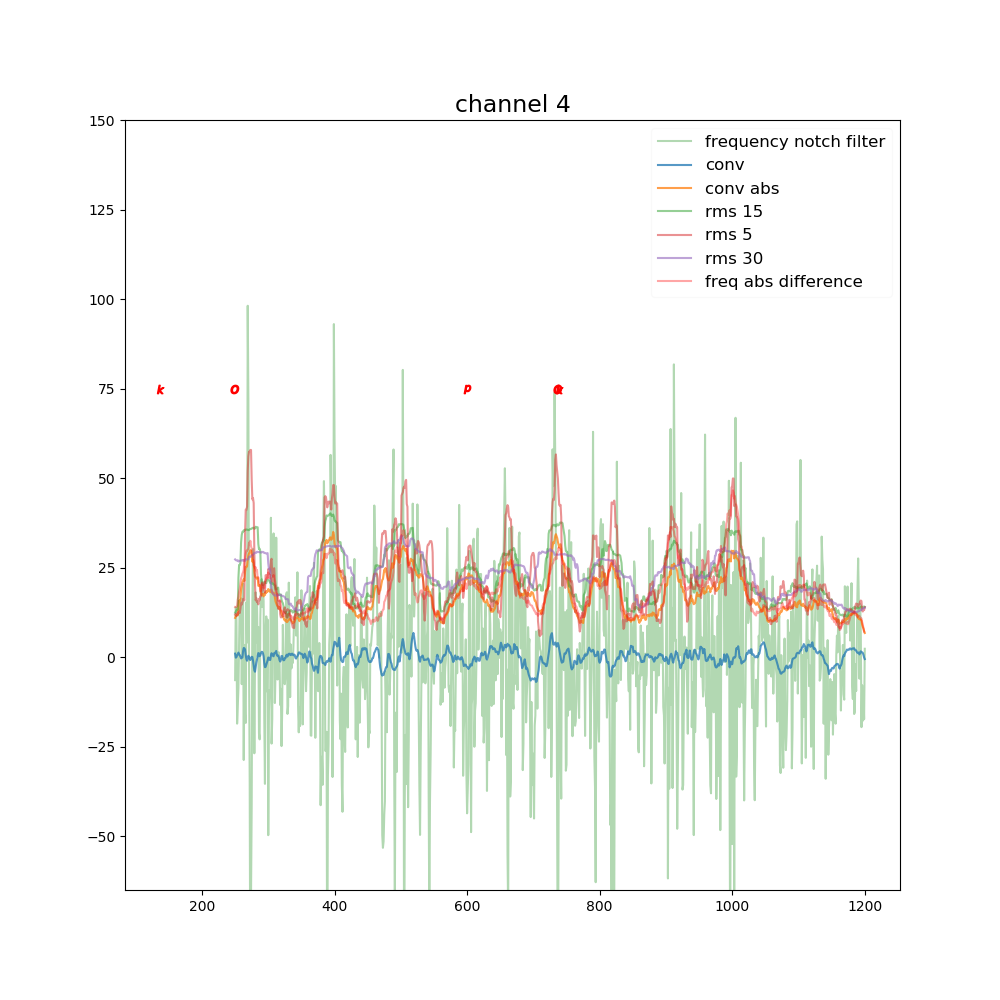 channel 4
150
125
100
75
50
25
0
−25
−50
200
400
600
800
1000
1200
frequency notch filter
conv
conv abs
rms 15
rms 5
rms 30
freq abs difference
k
o
p